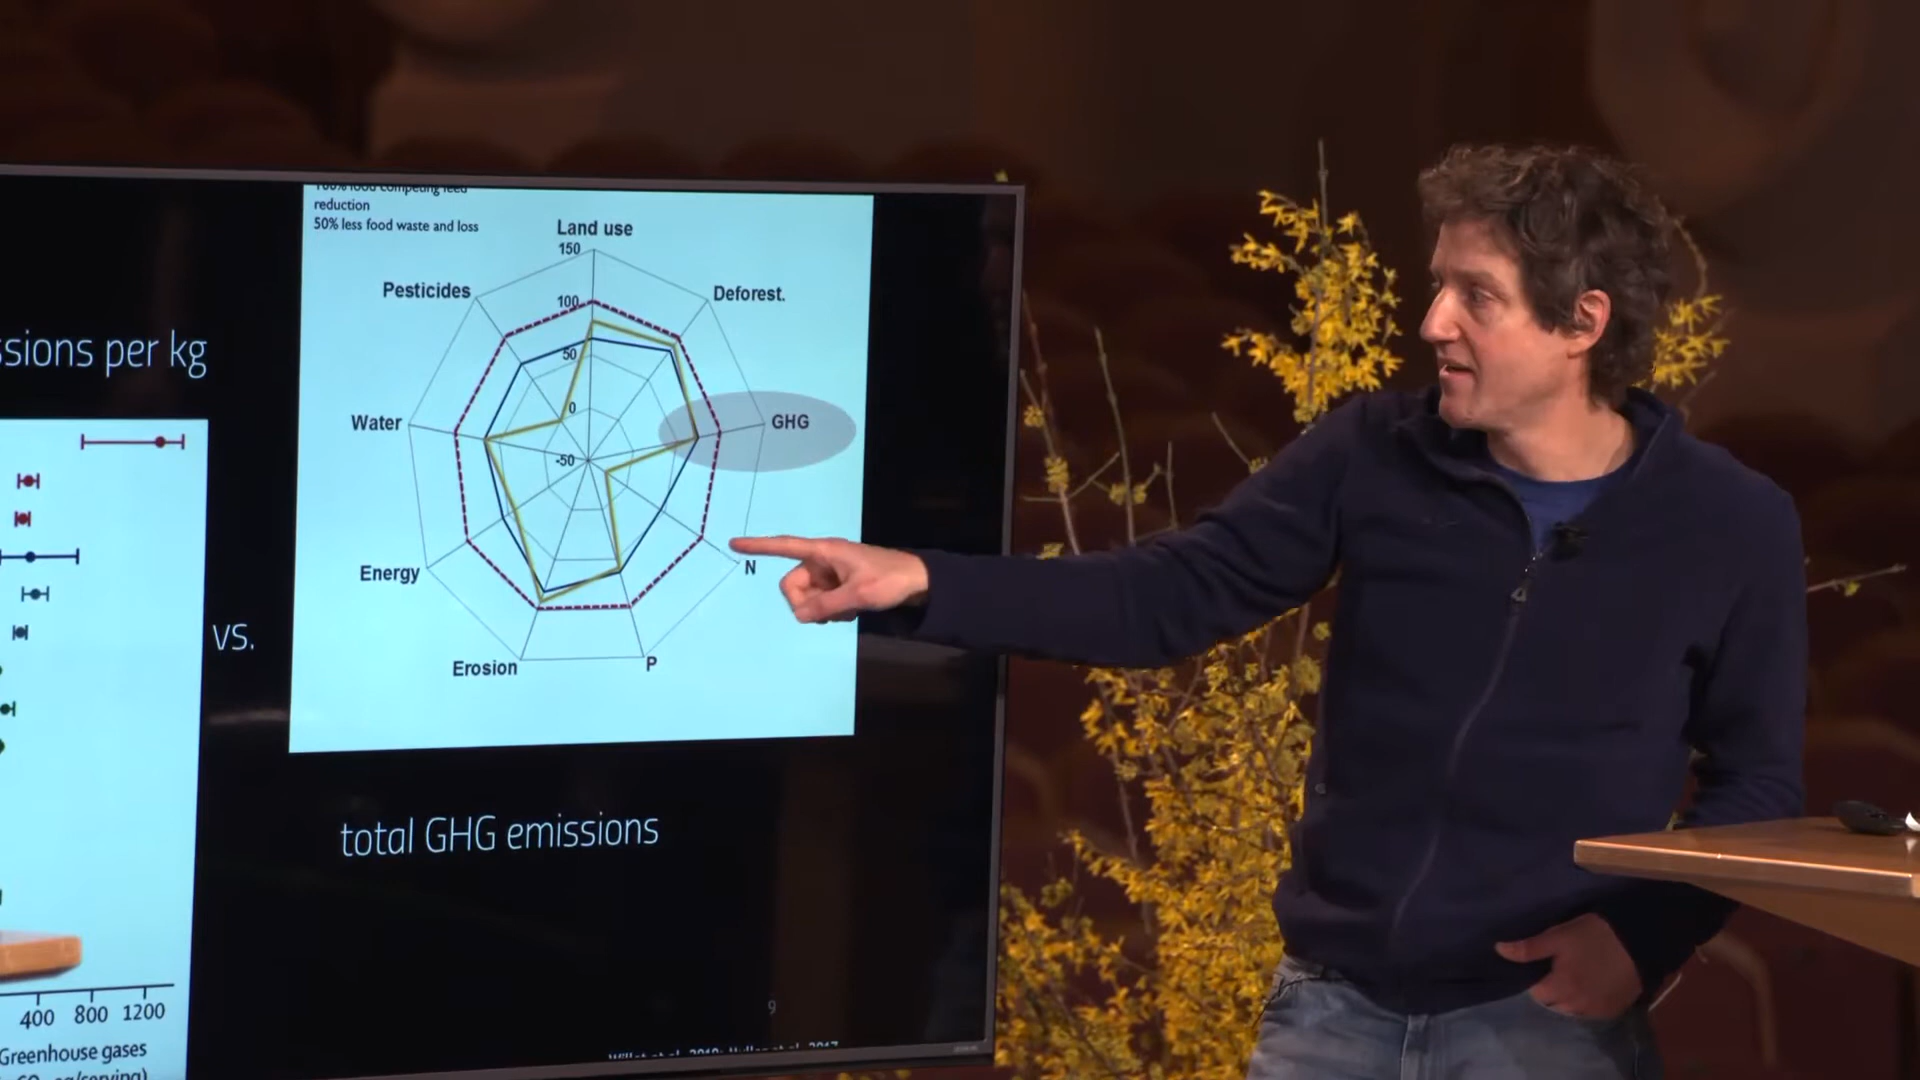 ssions per kg
400 800 1200
Greenhouse gases
vs.
reduction
50% less food waste and loss
Land use
150
Pesticides
Deforest.
100
50
Water
0
GHG
-50
Energy
N
Erosion
P
total GHG emissions
9